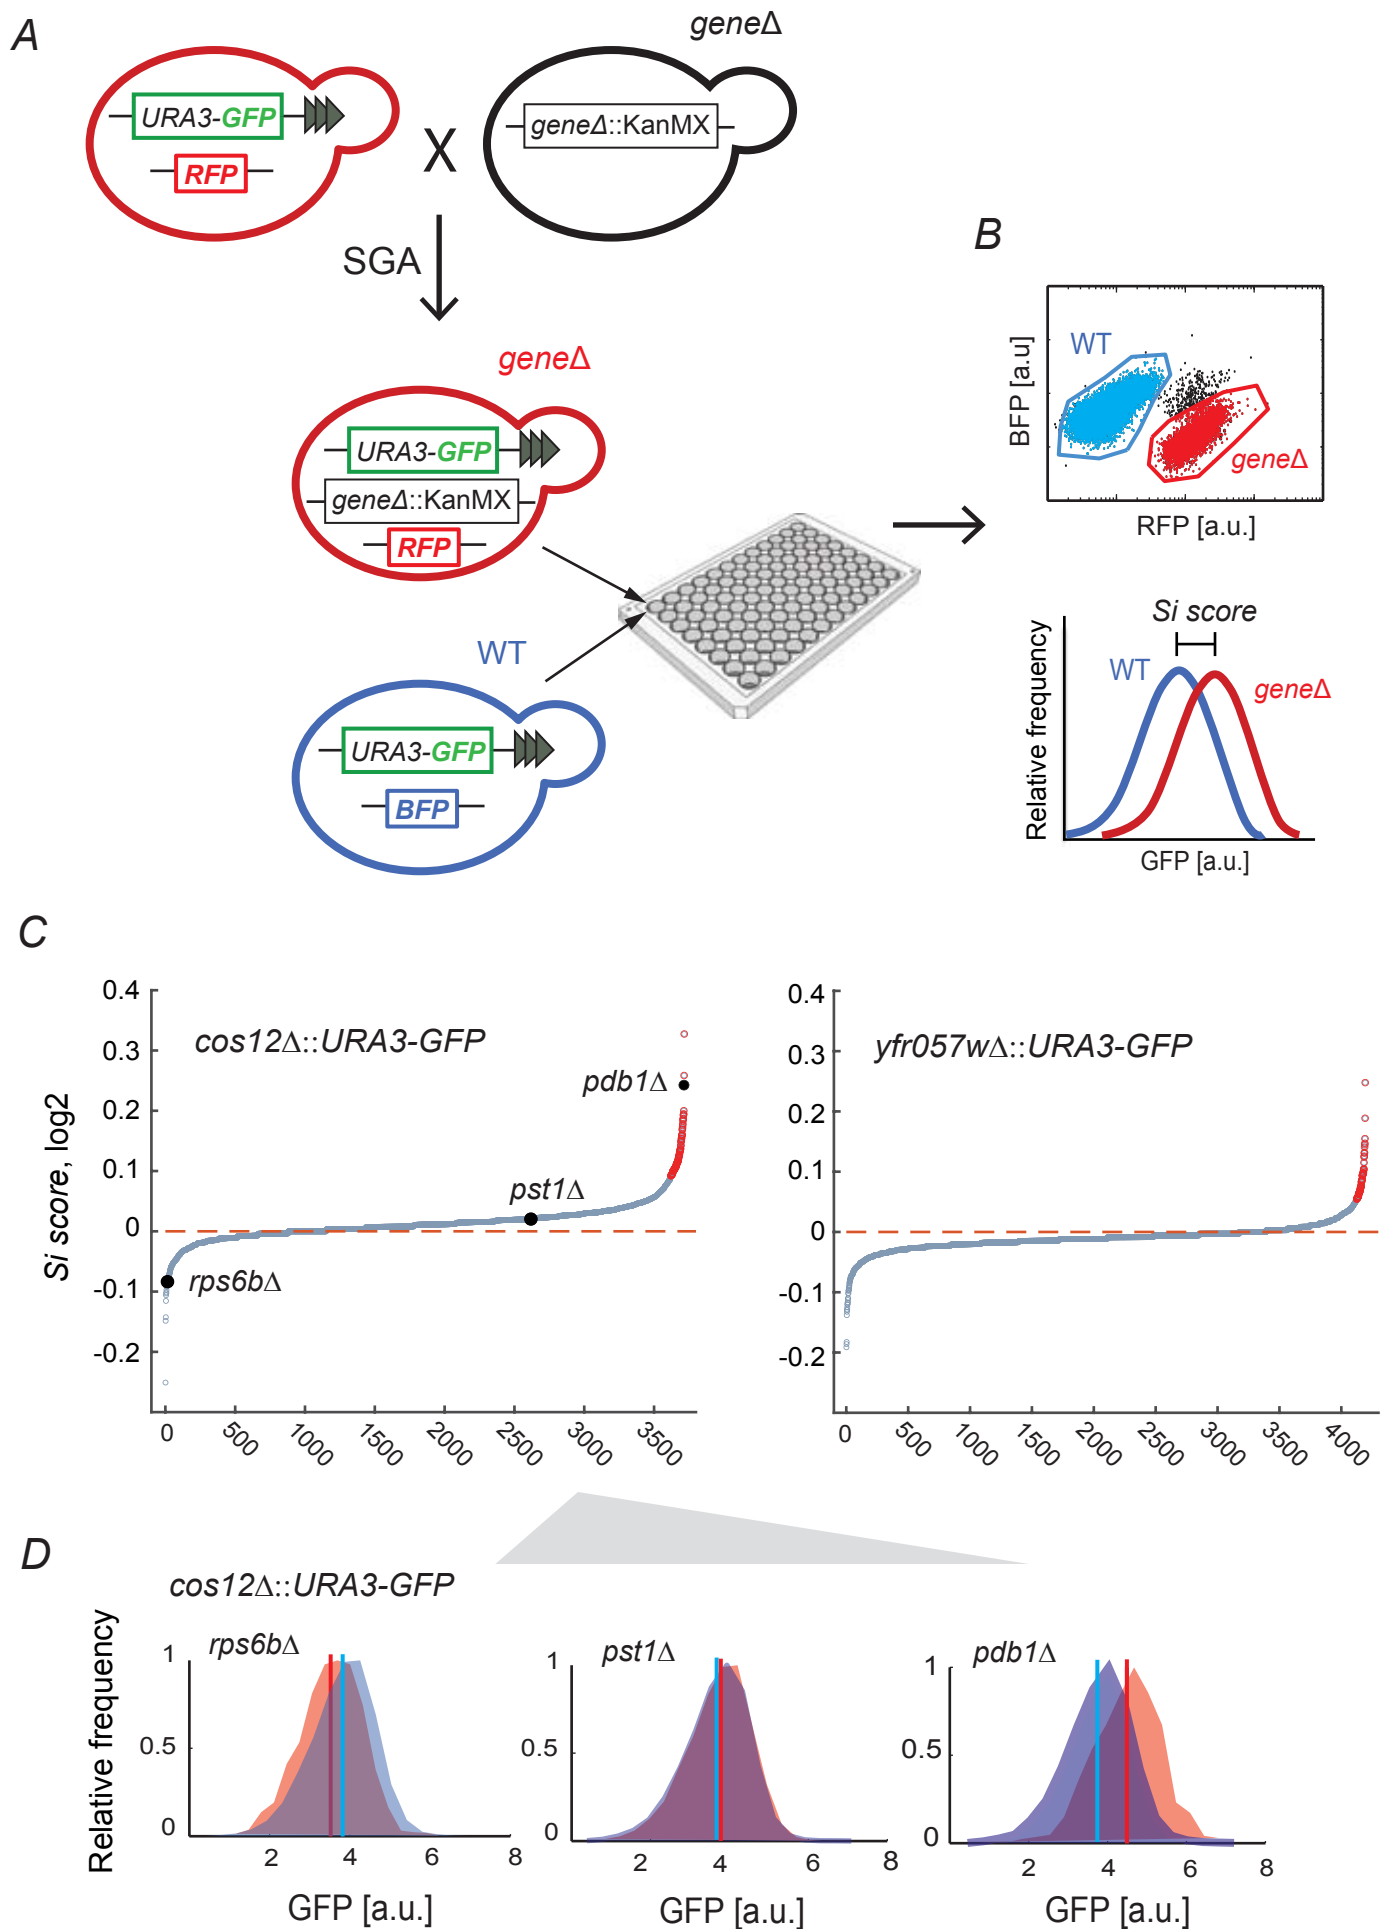 A
geneΔ
URA3-GFP
RFP
X
geneΔ::KanMX
SGA
geneΔ
URA3-GFP
geneΔ::KanMX
RFP
WT
URA3-GFP
BFP
B
BFP [a.u]
WT
geneΔ
RFP [a.u.]
Relative frequency
Si score
WT
geneΔ
GFP [a.u.]
C
Si score, log2
0.4
0.3
0.2
0.1
0
-0.1
-0.2
cos12Δ::URA3-GFP
pdb1Δ
pst1Δ
rps6bΔ
0
500
1000
1500
2000
2500
3000
3500
0.4
0.3
0.2
0.1
0
-0.1
-0.2
yfr057wΔ::URA3-GFP
0
500
1000
1500
2000
2500
3000
3500
4000
D
cos12Δ::URA3-GFP
Relative frequency
rps6bΔ
1
0.5
0
2
4
6
8
GFP [a.u.]
pst1Δ
1
0.5
0
2
4
6
8
GFP [a.u.]
pdb1Δ
1
0.5
0
2
4
6
8
GFP [a.u.]